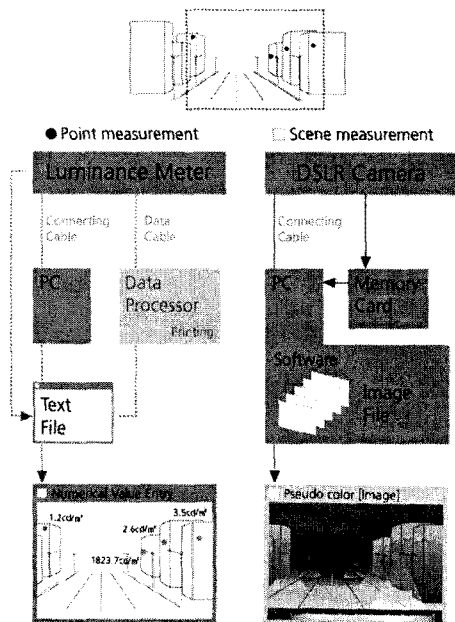 Point measurement
Scene measurement
Luminance Meter
DSLR Camera
Connecting
Cable
Data
Cable
Connecting
Cable
PC
Data
Processor
Printing
PC
Memory
Card
Software
Image
File
Text
File
Numerical Value Entry
1.2cd/m²
3.5cd/m²
2.6cd/m²
1823.7cd/m²
Pseudo color [Image]